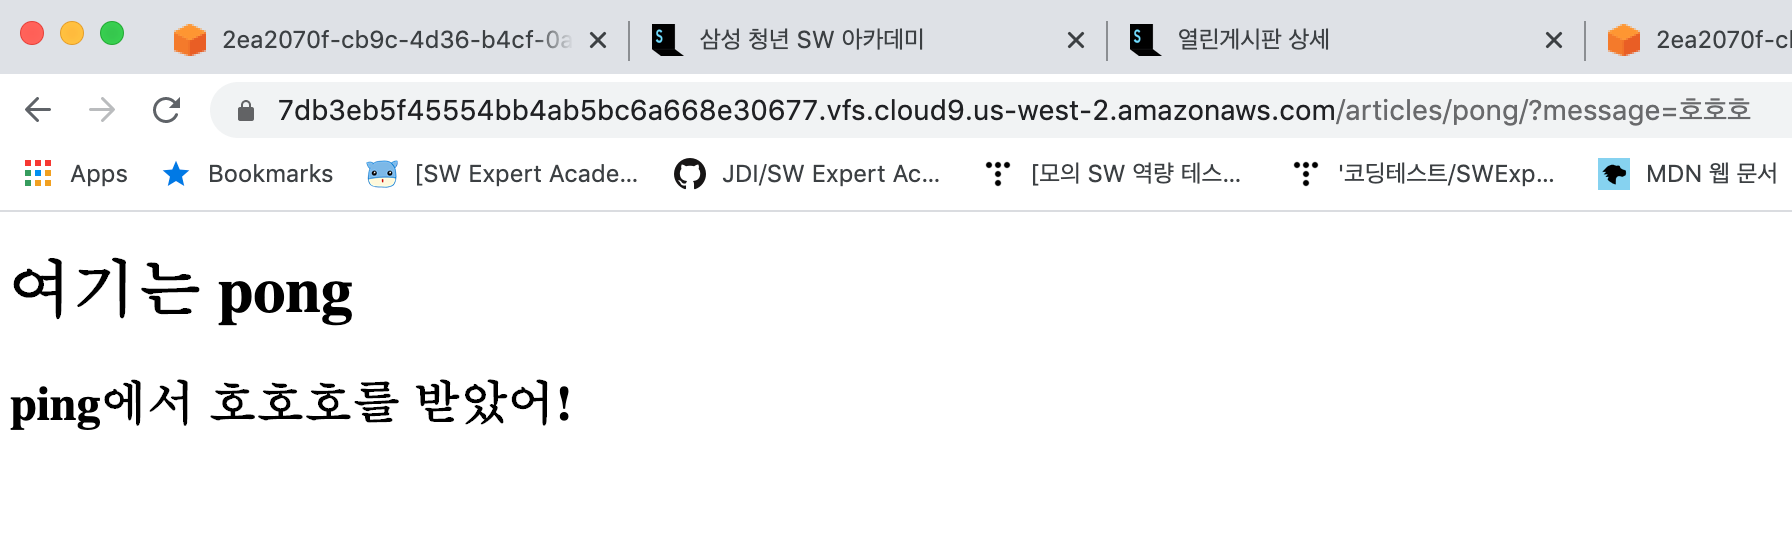 2ea2070f-cb9c-4d36-b4cf-0a 삼성 청년 SW 아카데미 열린게시판 상세 2ea2070f-cl
7db3eb5f45554bb4ab5bc6a668e30677.vfs.cloud9.us-west-2.amazonaws.com/articles/pong/?message=호호호
Apps Bookmarks [SW Expert Acade... JDI/SW Expert Ac... [모의 SW 역량 테스... '코딩테스트/SWExp... MDN 웹 문서
여기는 pong
ping에서 호호호를 받았어!